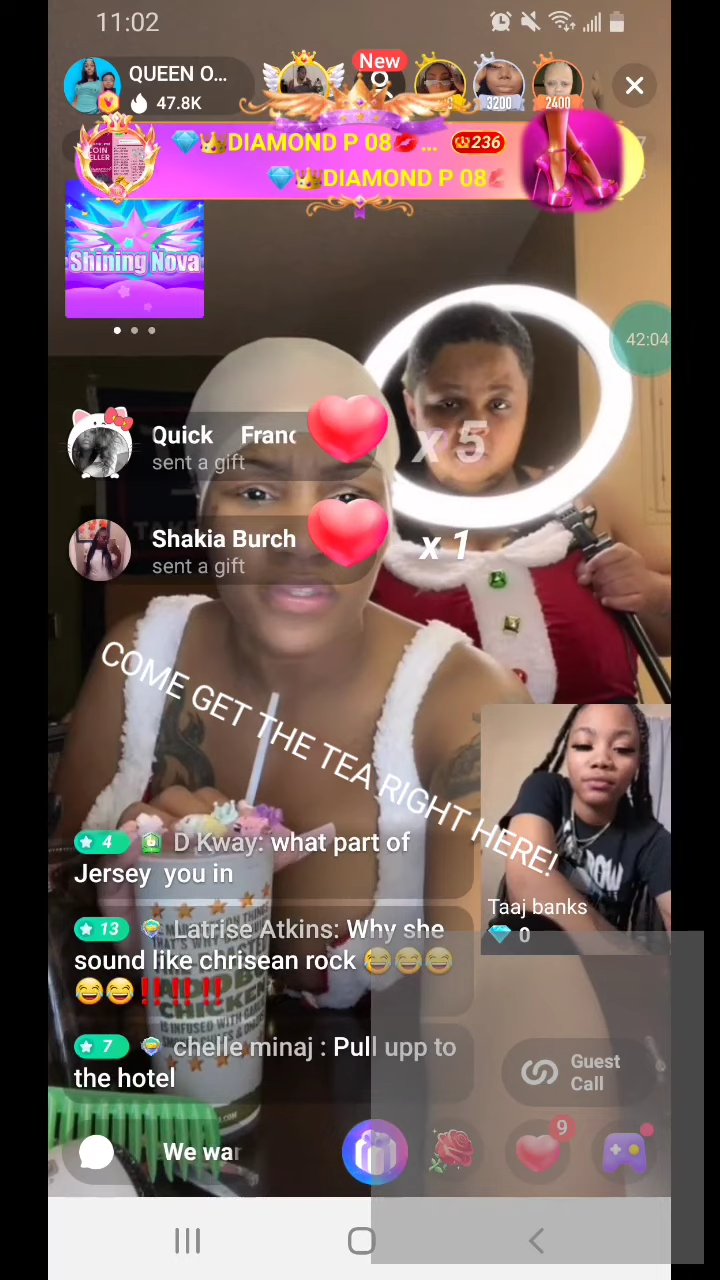 11:02
QUEEN O...
47.8K
New
3200
2400
DIAMOND P 08 ...
236
DIAMOND P 08
Shining Nova
42:04
Quick Franc
sent a gift
x 5
Shakia Burch
sent a gift
x 1
COME GET THE TEA RIGHT HERE!
4 D Kway: what part of
Jersey you in
13 Latrise Atkins: Why she
sound like chrisean rock 😂😂😂
😂😂‼️‼️‼️
7 chelle minaj : Pull upp to
the hotel
Taaj banks
0
Guest
Call
We war
9